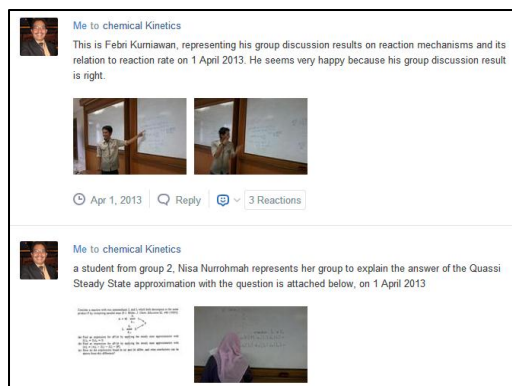 Me to chemical Kinetics
This is Febri Kurniawan, representing his group discussion results on reaction mechanisms and its
relation to reaction rate on 1 April 2013. He seems very happy because his group discussion result
is right.
Apr 1, 2013 Reply 3 Reactions
Me to chemical Kinetics
a student from group 2, Nisa Nurrohmah represents her group to explain the answer of the Quassi
Steady State approximation with the question is attached below, on 1 April 2013